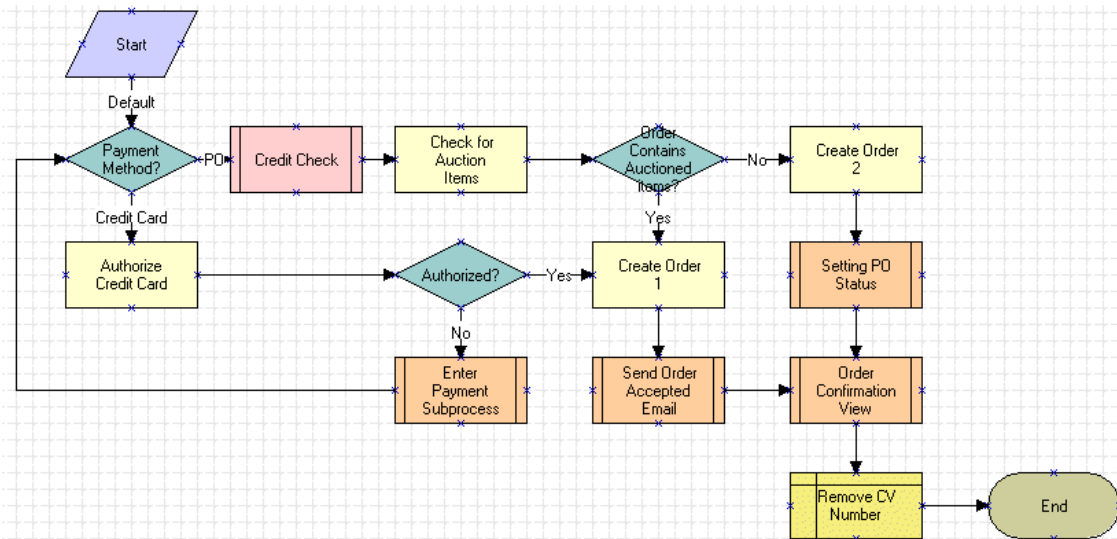 Start
Default
Payment
Method?
PO
Credit Check
Check for
Auction
Items
Order
Contains
Auctioned
Items?
No
Create Order
2
Credit Card
Yes
Authorize
Credit Card
Authorized?
Yes
Create Order
1
Setting PO
Status
No
Enter
Payment
Subprocess
Send Order
Accepted
Email
Order
Confirmation
View
Remove CV
Number
End